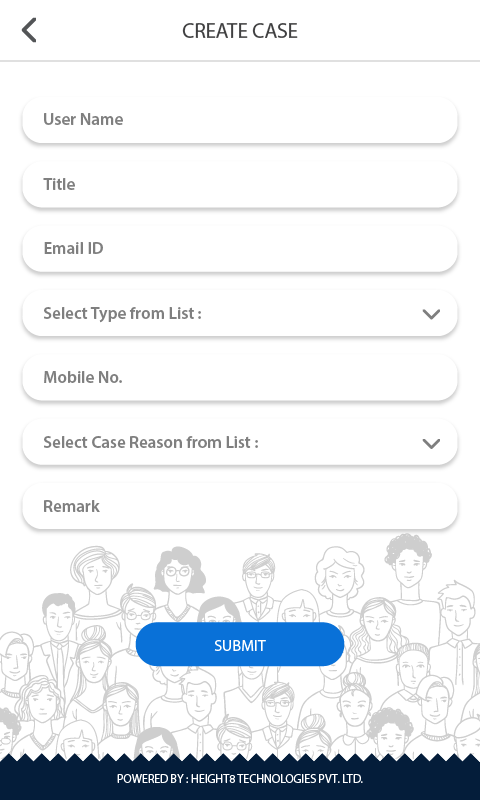 CREATE CASE
User Name
Title
Email ID
Select Type from List :
Mobile No.
Select Case Reason from List :
Remark
SUBMIT
POWERED BY : HEIGHT8 TECHNOLOGIES PVT. LTD.